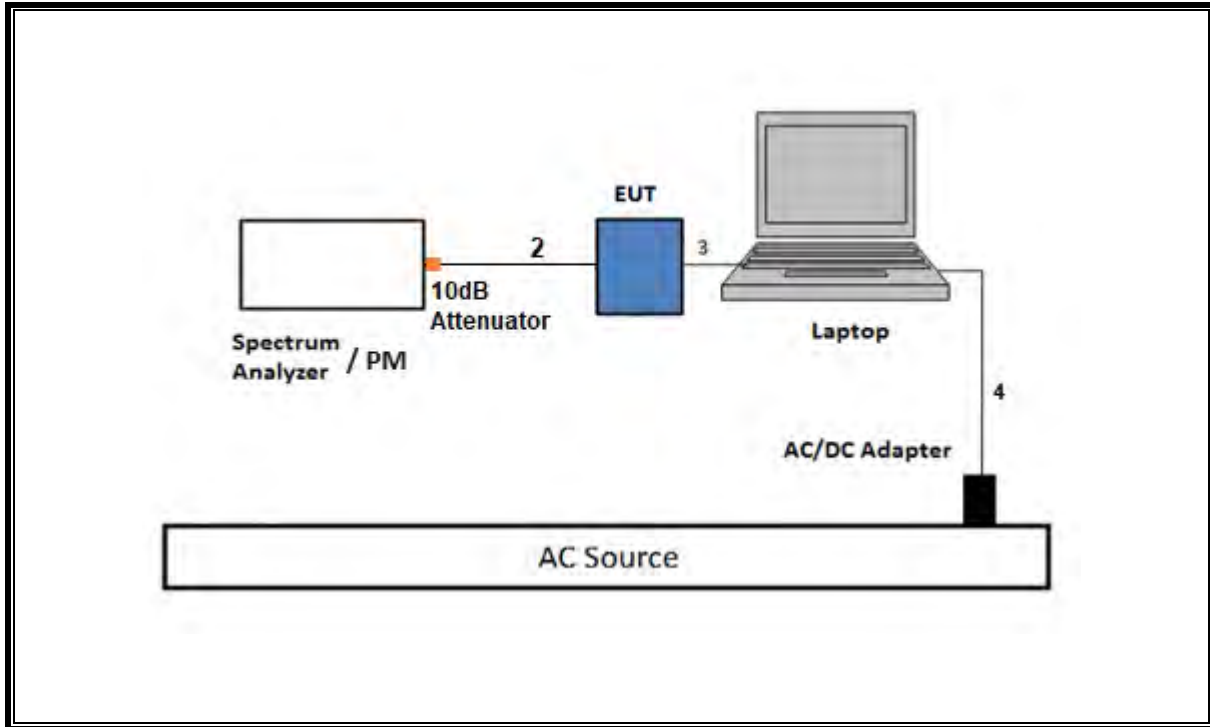 EUT
2
3
10dB
Attenuator
Spectrum
Analyzer / PM
Laptop
4
AC/DC Adapter
AC Source